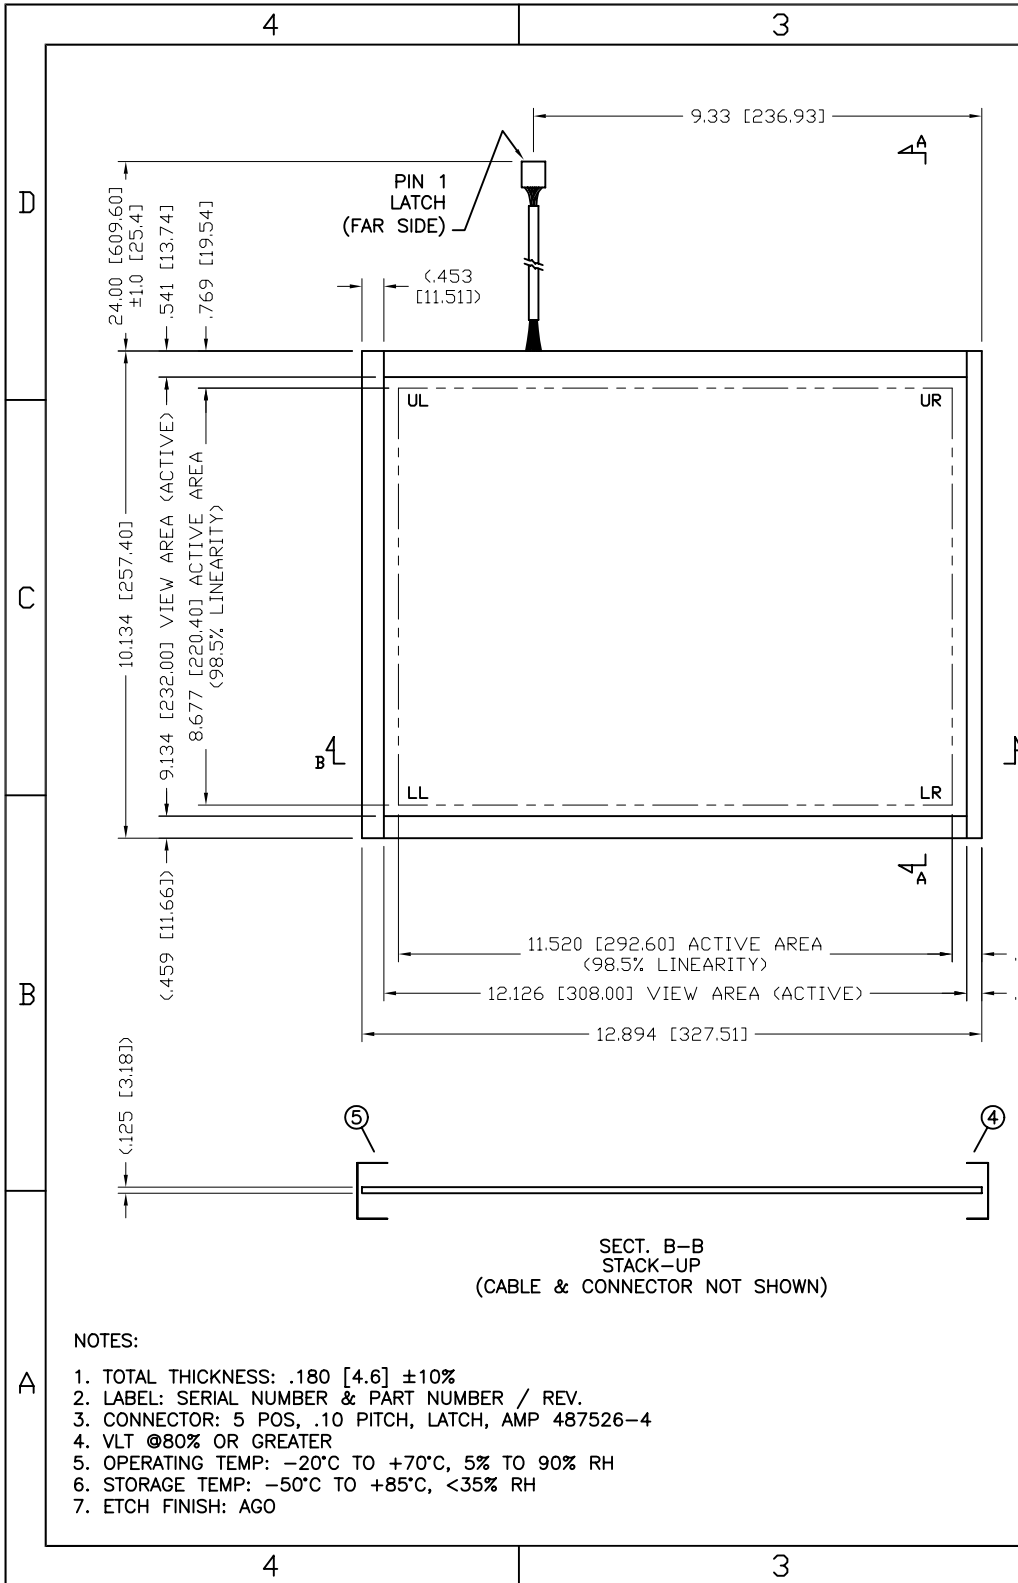 4
3
9.33 [236.93]
A
PIN 1
LATCH
(FAR SIDE)
D
24.00 [609.60]
±1.0 [25.4]
.541 [13.74]
.769 [19.54]
(.453
[11.51])
UL
UR
10.134 [257.40]
9.134 [232.00] VIEW AREA (ACTIVE)
8.677 [220.40] ACTIVE AREA
(98.5% LINEARITY)
C
B
LL
LR
A
(.459 [11.66])
11.520 [292.60] ACTIVE AREA
(98.5% LINEARITY)
12.126 [308.00] VIEW AREA (ACTIVE)
B
12.894 [327.51]
(.125 [3.18])
5
4
SECT. B-B
STACK-UP
(CABLE & CONNECTOR NOT SHOWN)
NOTES:
A
1. TOTAL THICKNESS: .180 [4.6] ±10%
2. LABEL: SERIAL NUMBER & PART NUMBER / REV.
3. CONNECTOR: 5 POS, .10 PITCH, LATCH, AMP 487526-4
4. VLT @80% OR GREATER
5. OPERATING TEMP: -20°C TO +70°C, 5% TO 90% RH
6. STORAGE TEMP: -50°C TO +85°C, <35% RH
7. ETCH FINISH: AGO
4
3